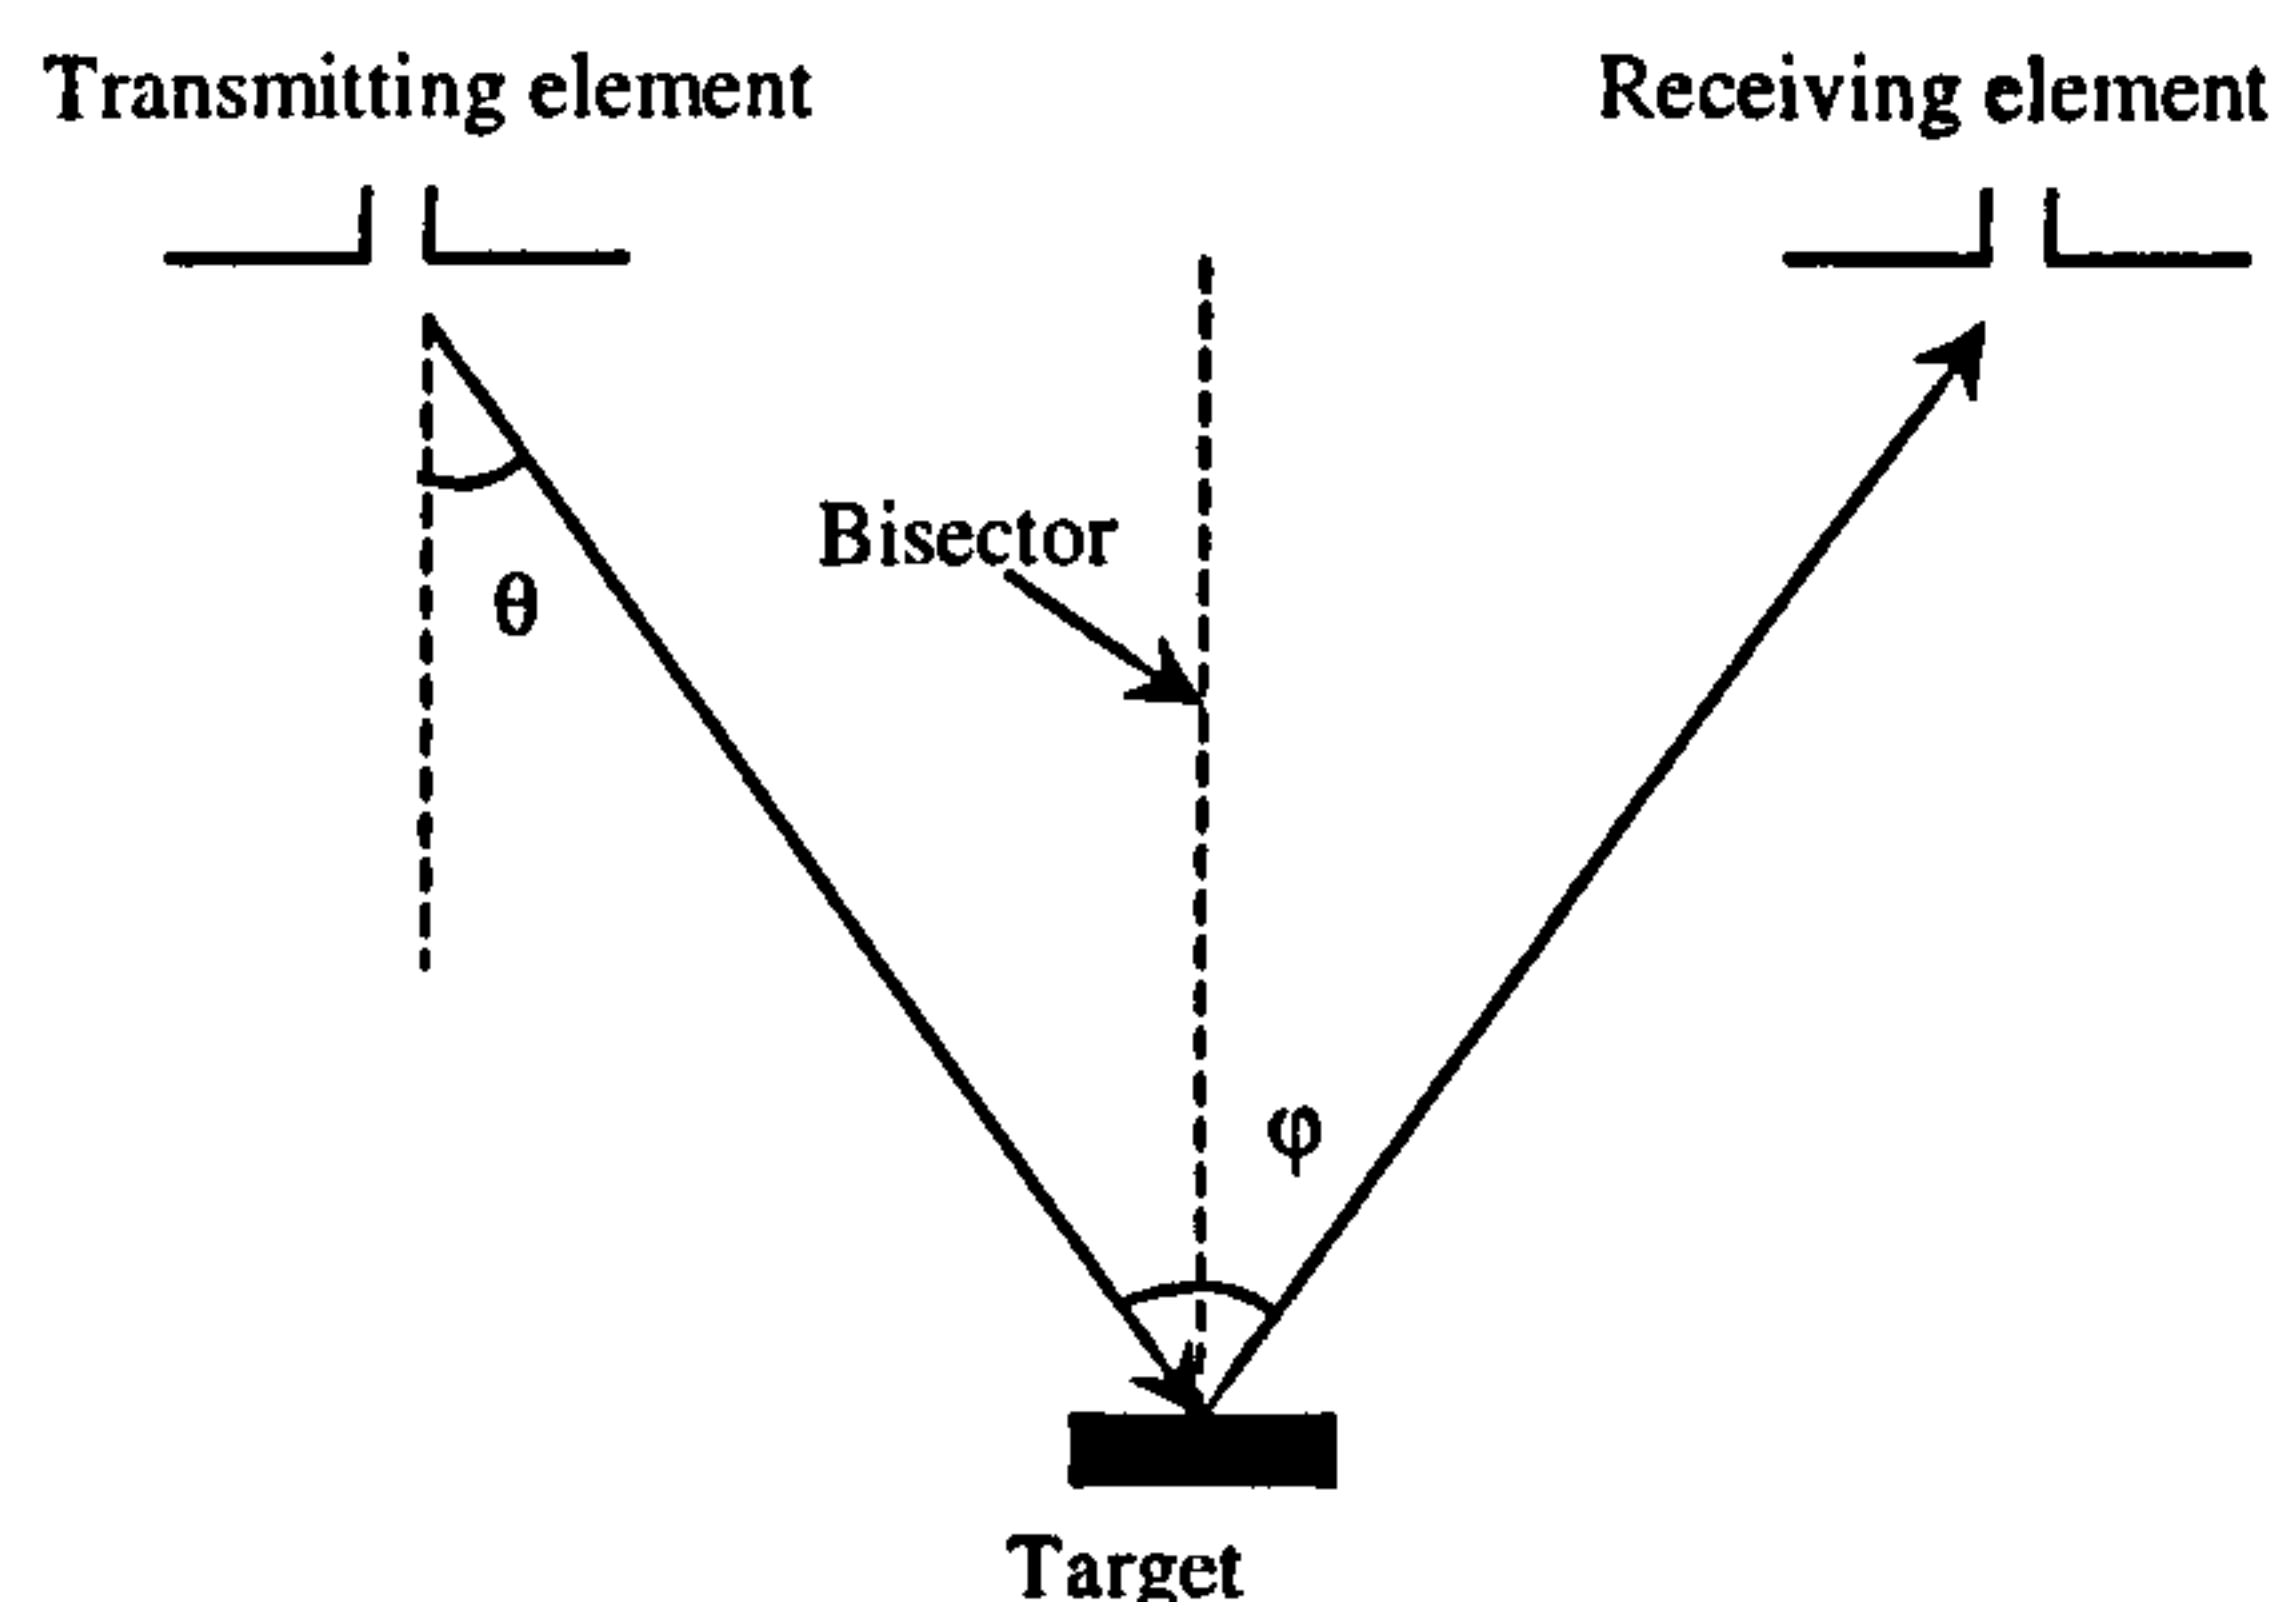 Transmitting element
Receiving element
Bisector
θ
φ
Target